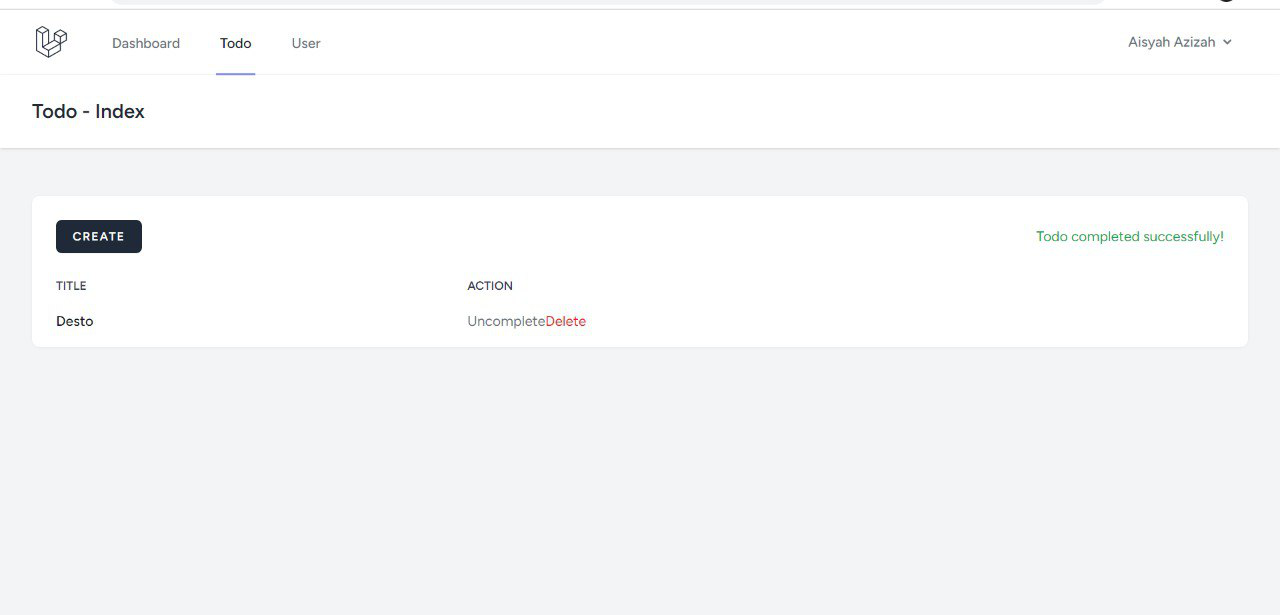 Dashboard Todo User Aisyah Azizah
Todo - Index
CREATE Todo completed successfully!
TITLE ACTION
Desto UncompleteDelete